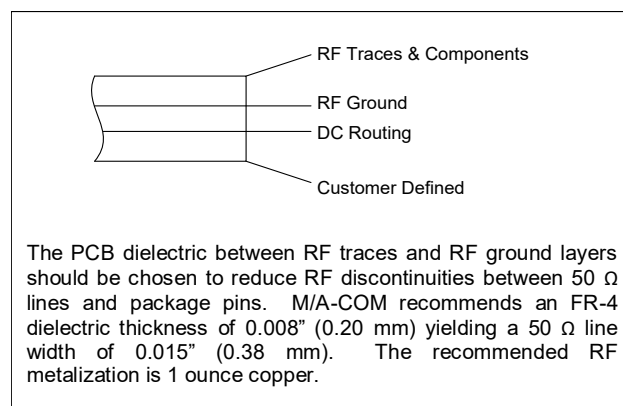 RF Traces & Components
RF Ground
DC Routing
Customer Defined
The PCB dielectric between RF traces and RF ground layers
should be chosen to reduce RF discontinuities between 50 Ω
lines and package pins. M/A-COM recommends an FR-4
dielectric thickness of 0.008” (0.20 mm) yielding a 50 Ω line
width of 0.015” (0.38 mm). The recommended RF
metalization is 1 ounce copper.